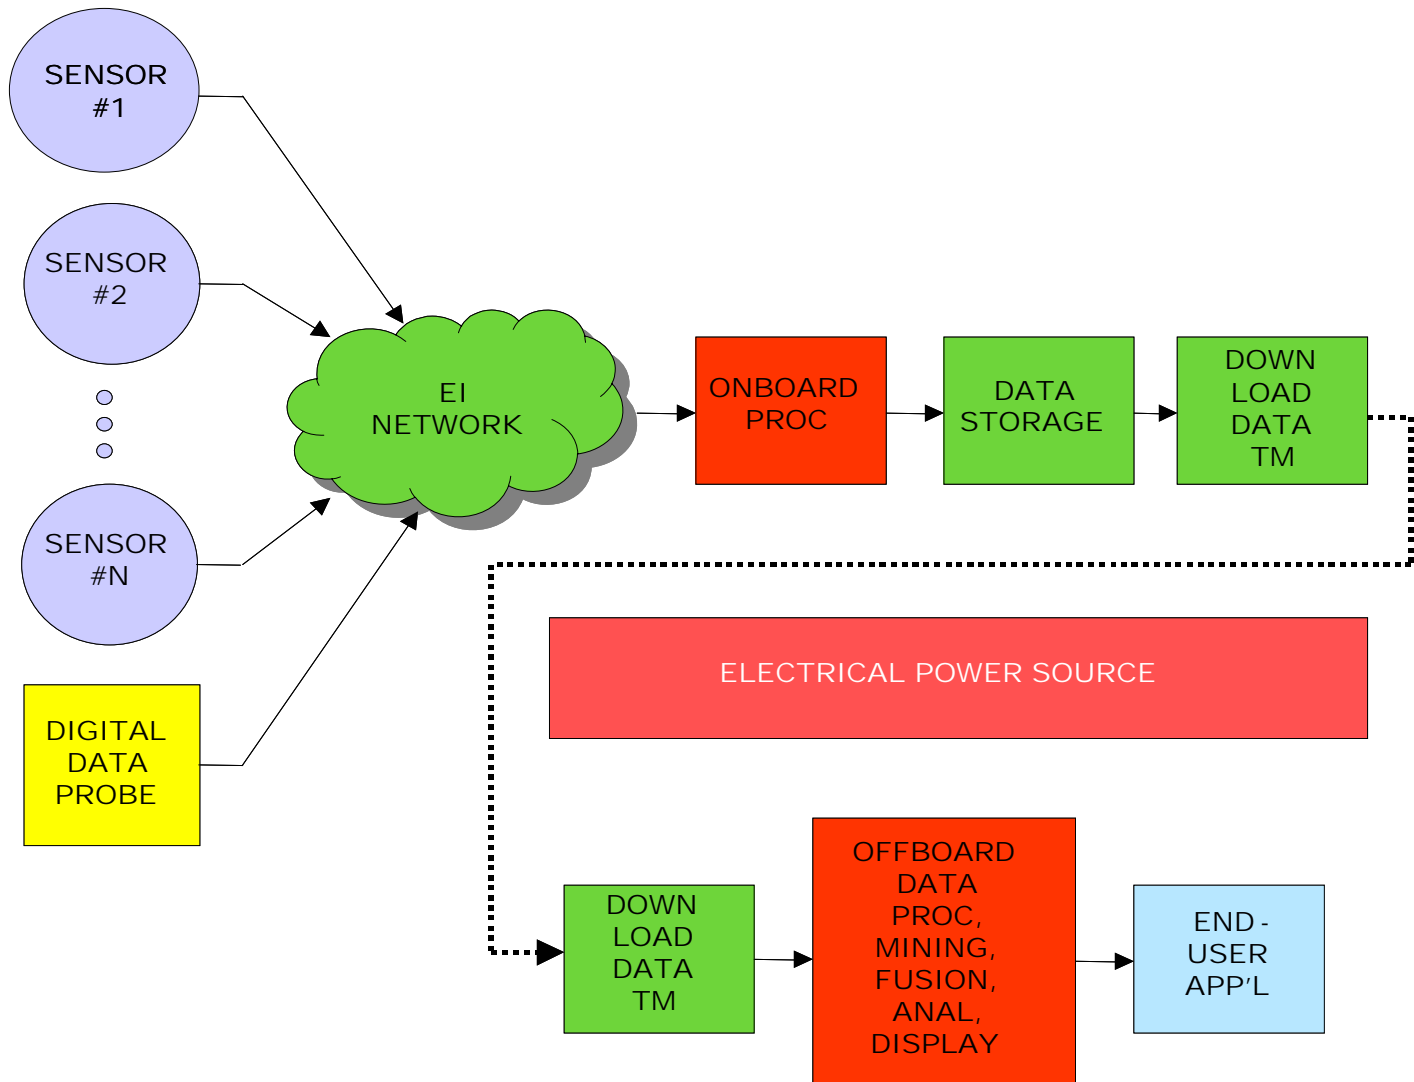 SENSOR
#1
SENSOR
#2
SENSOR
#N
DIGITAL
DATA
PROBE
EI
NETWORK
ONBOARD
PROC
DATA
STORAGE
DOWN
LOAD
DATA
TM
ELECTRICAL POWER SOURCE
DOWN
LOAD
DATA
TM
OFFBOARD
DATA
PROC,
MINING,
FUSION,
ANAL,
DISPLAY
END-
USER
APP'L